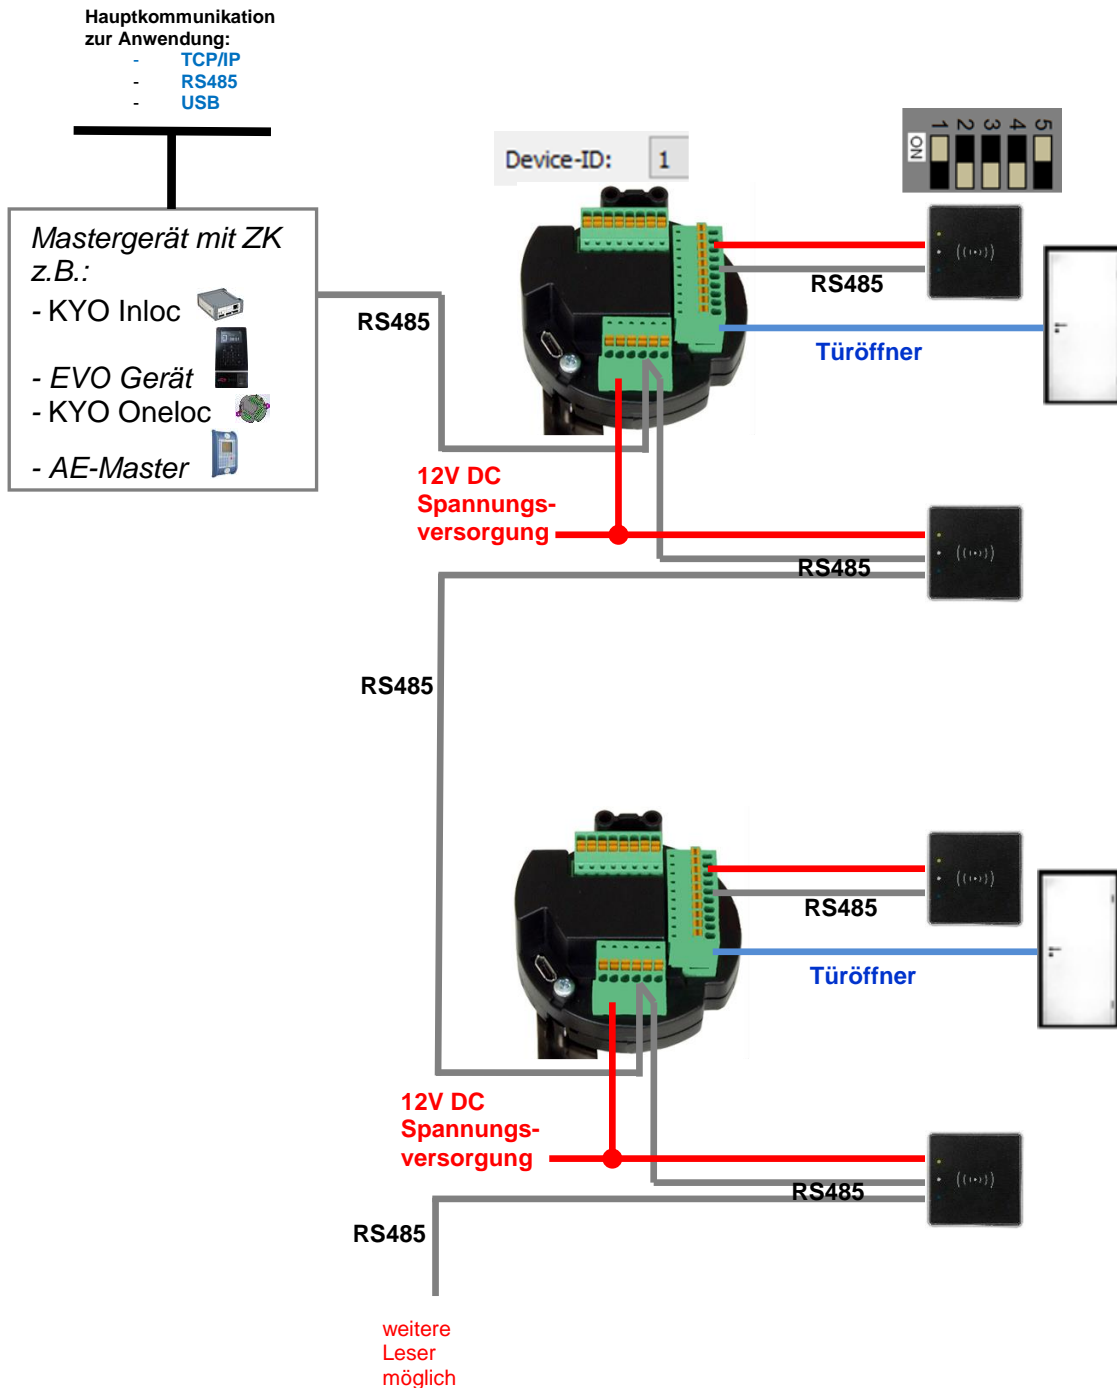 Hauptkommunikation
zur Anwendung:
- TCP/IP
- RS485
- USB
Device-ID: 1
ON 1 2 3 4 5
Mastergerät mit ZK
z.B.:
- KYO Inloc
- EVO Gerät
- KYO Oneloc
- AE-Master
RS485
RS485
Türöffner
12V DC
Spannungs-
versorgung
RS485
RS485
RS485
Türöffner
12V DC
Spannungs-
versorgung
RS485
RS485
weitere
Leser
möglich